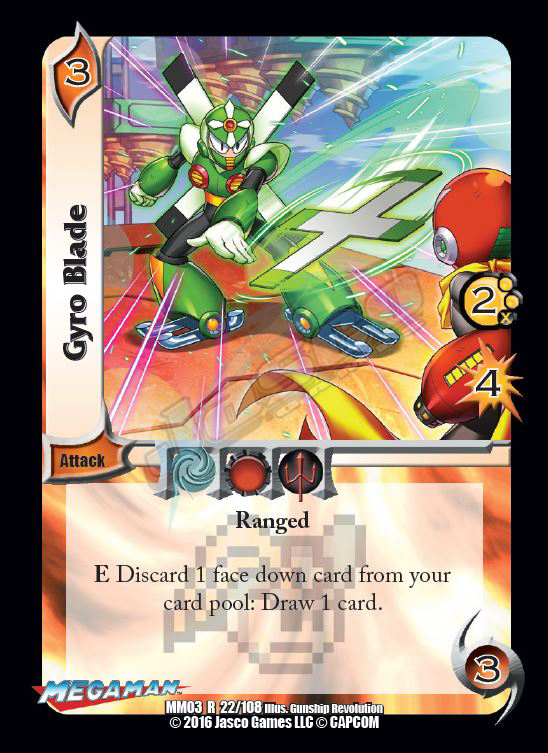 3
Gyro Blade
2
X
4
Attack
Ranged
E Discard 1 face down card from your
card pool: Draw 1 card.
3
MEGAMAN™
MM03 R 22/108 Illus. Gunship Revolution
© 2016 Jasco Games LLC © CAPCOM